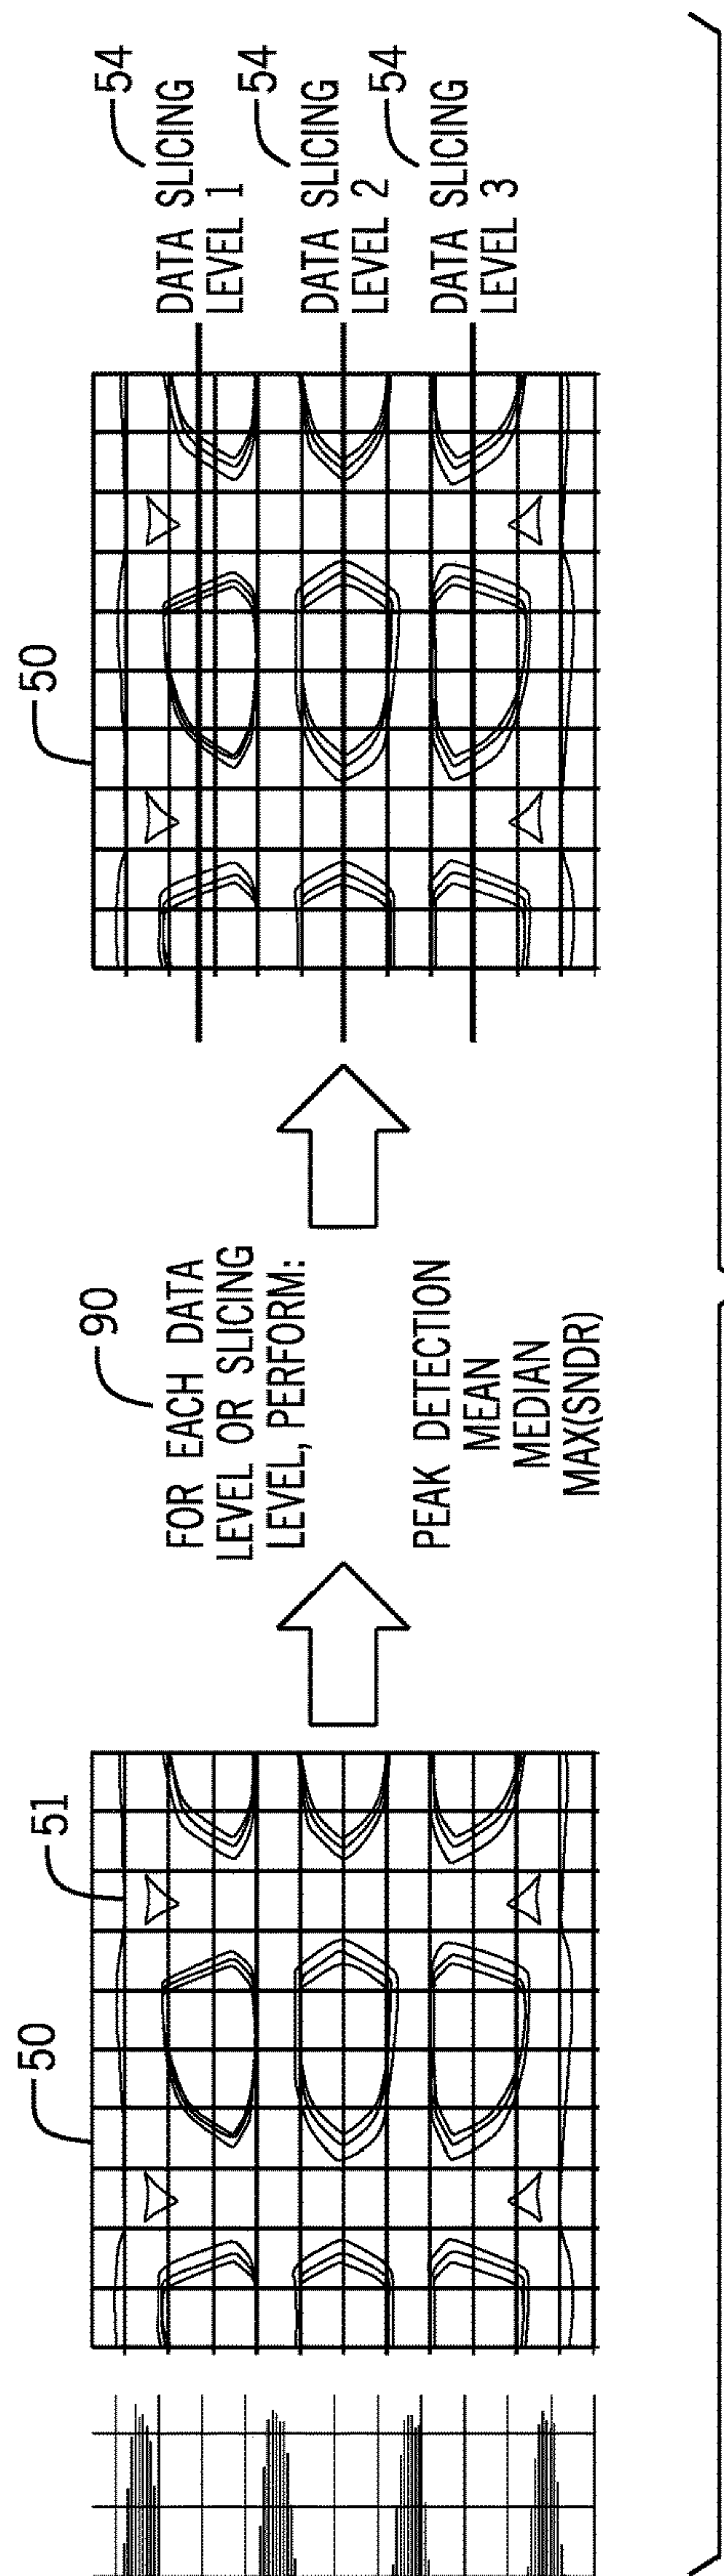 50
51
90
FOR EACH DATA
LEVEL OR SLICING
LEVEL, PERFORM:
PEAK DETECTION
MEAN
MEDIAN
MAX(SNDR)
50
54
DATA SLICING
LEVEL 1
54
DATA SLICING
LEVEL 2
54
DATA SLICING
LEVEL 3